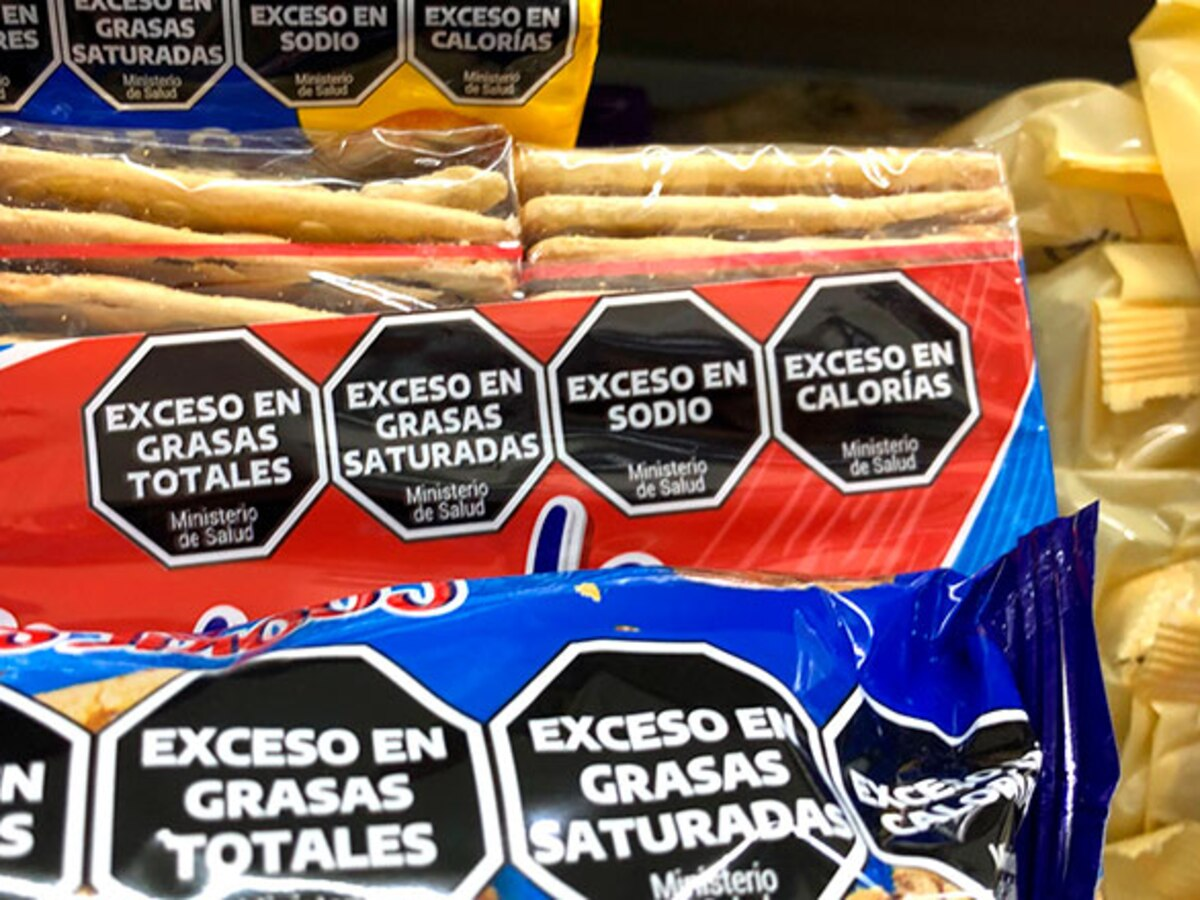 EN
RES
EXCESO EN
GRASAS
SATURADAS
Ministerio
de Salud
EXCESO EN
SODIO
Ministerio
de Salud
EXCESO EN
CALORÍAS
Ministerio
de Salud
EXCESO EN
GRASAS
TOTALES
Ministerio
de Salud
EXCESO EN
GRASAS
SATURADAS
Ministerio
de Salud
EXCESO EN
SODIO
Ministerio
de Salud
EXCESO EN
CALORÍAS
Ministerio
de Salud
EXCESO EN
GRASAS
TOTALES
EXCESO EN
GRASAS
SATURADAS
Ministerio